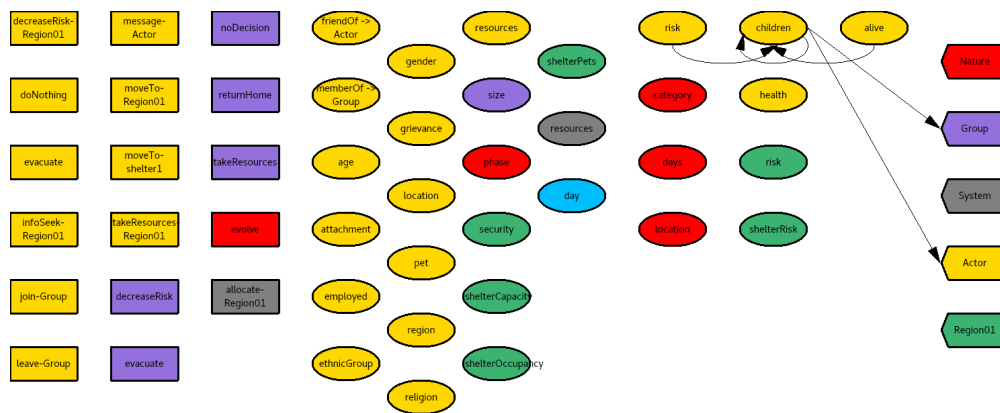 decreaseRisk-
Region01
doNothing
evacuate
infoSeek-
Region01
join-Group
leave-Group
message-
Actor
moveTo-
Region01
moveTo-
shelter1
takeResources-
Region01
decreaseRisk
evacuate
noDecision
returnHome
takeResources
evolve
allocate-
Region01
friendOf ->
Actor
memberOf ->
Group
age
attachment
employed
ethnicGroup
gender
grievance
location
pet
region
religion
resources
size
phase
security
shelterCapacity
shelterOccupancy
shelterPets
resources
day
risk
category
days
location
children
health
risk
shelterRisk
alive
Nature
Group
System
Actor
Region01